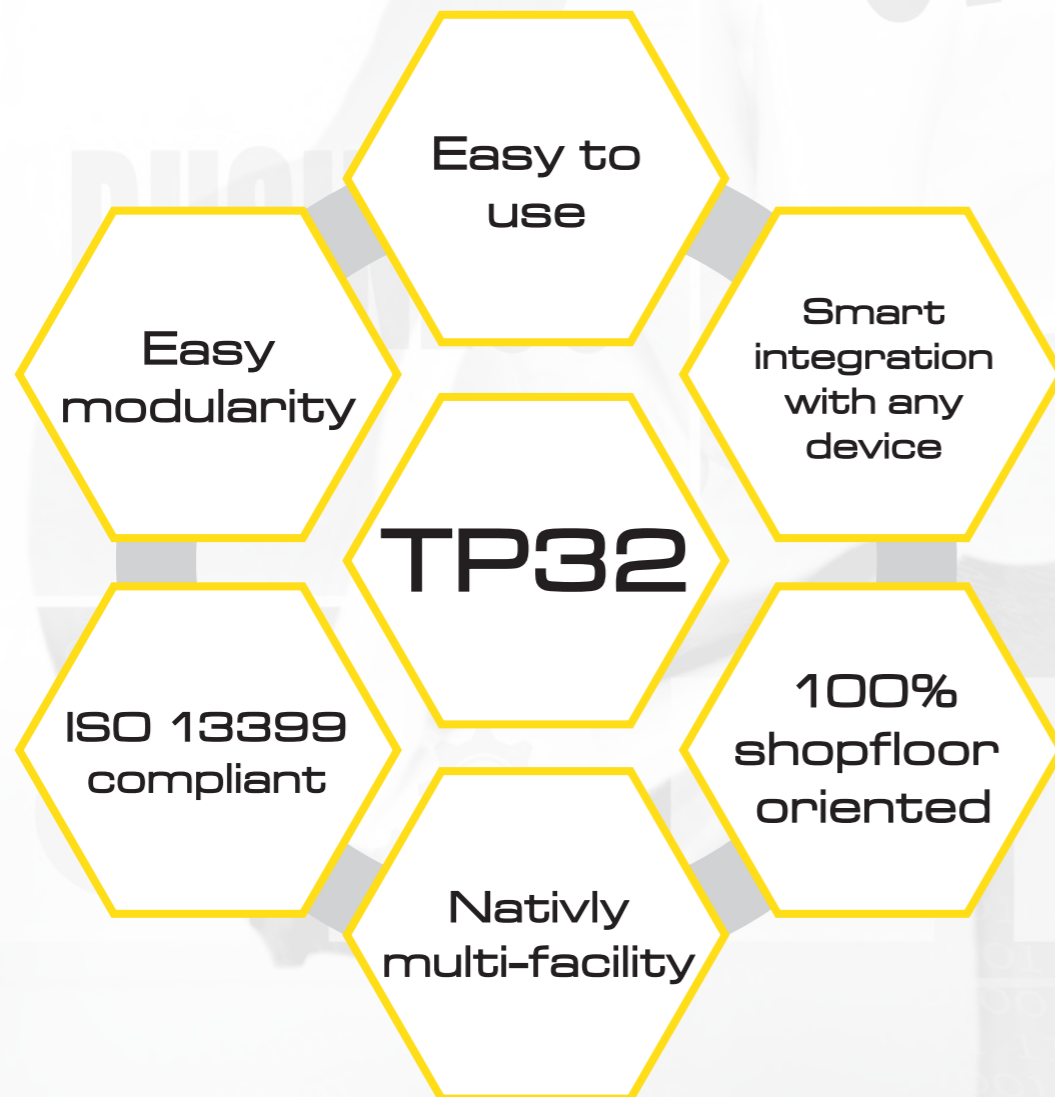 Easy to
use
Smart
integration
with any
device
Easy
modularity
TP32
100%
shopfloor
oriented
ISO 13399
compliant
Nativly
multi-facility